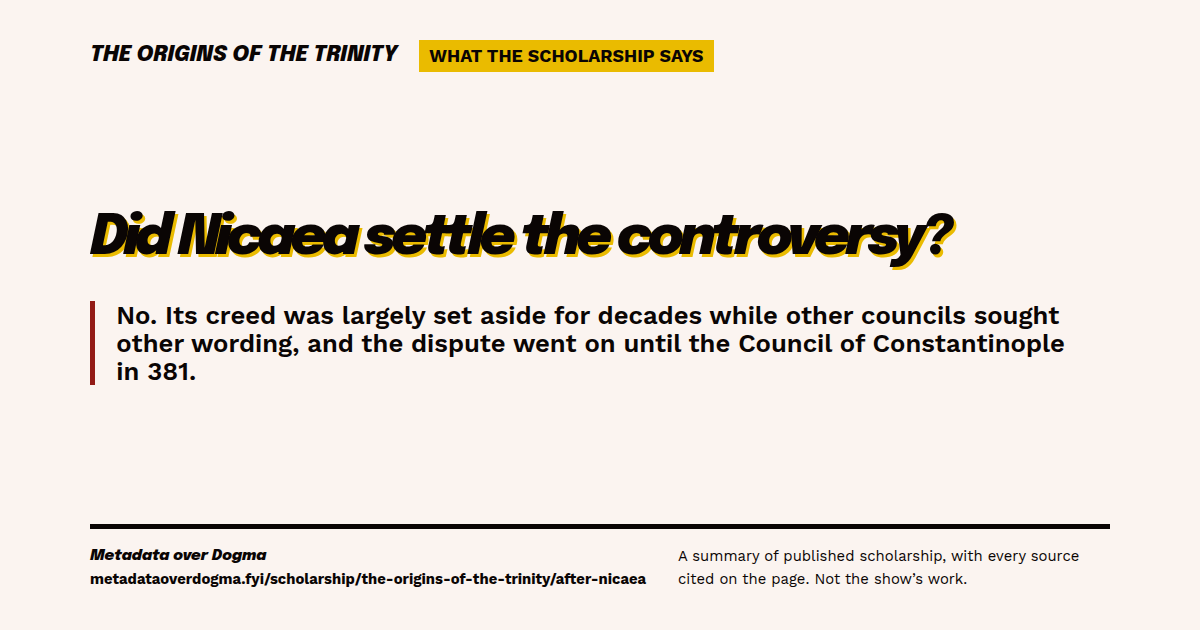 THE ORIGINS OF THE TRINITY
WHAT THE SCHOLARSHIP SAYS
Did Nicaea settle the controversy?
No. Its creed was largely set aside for decades while other councils sought
other wording, and the dispute went on until the Council of Constantinople
in 381.
Metadata over Dogma
metadataoverdogma.fyi/scholarship/the-origins-of-the-trinity/after-nicaea
A summary of published scholarship, with every source
cited on the page. Not the show’s work.